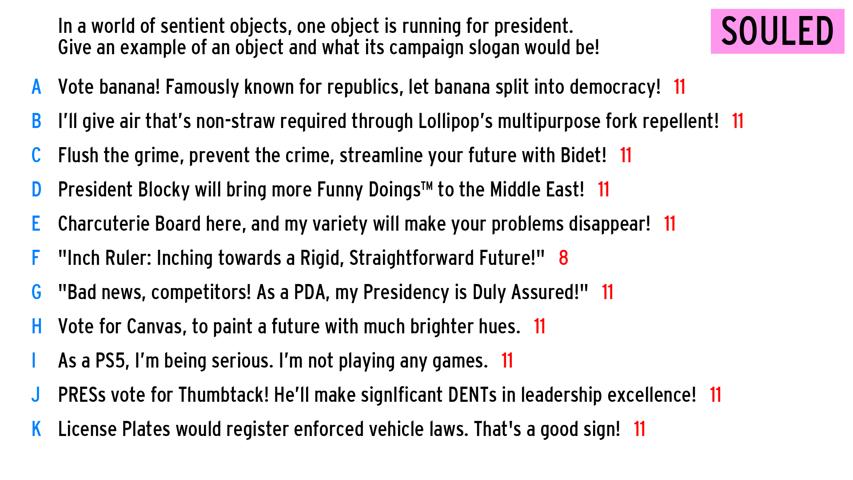 In a world of sentient objects, one object is running for president.
Give an example of an object and what its campaign slogan would be!
SOULED
A Vote banana! Famously known for republics, let banana split into democracy! 11
B I'll give air that's non-straw required through Lollipop's multipurpose fork repellent! 11
C Flush the grime, prevent the crime, streamline your future with Bidet! 11
D President Blocky will bring more Funny Doings™ to the Middle East! 11
E Charcuterie Board here, and my variety will make your problems disappear! 11
F "Inch Ruler: Inching towards a Rigid, Straightforward Future!" 8
G "Bad news, competitors! As a PDA, my Presidency is Duly Assured!" 11
H Vote for Canvas, to paint a future with much brighter hues. 11
I As a PS5, I'm being serious. I'm not playing any games. 11
J PRESs vote for Thumbtack! He'll make signIficant DENTs in leadership excellence! 11
K License Plates would register enforced vehicle laws. That's a good sign! 11